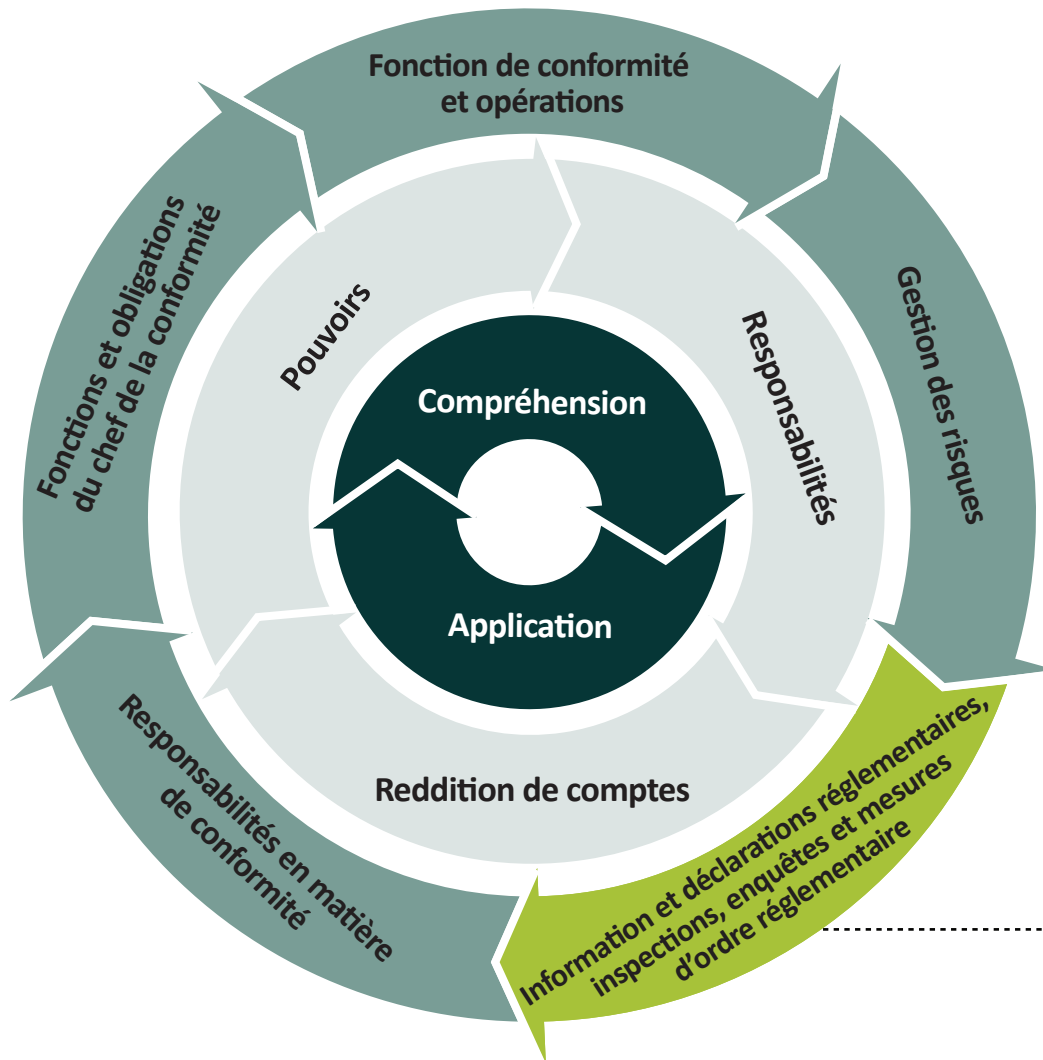 Fonction de conformité
et opérations
Gestion des risques
Information et déclarations réglementaires,
inspections, enquêtes et mesures
d’ordre réglementaire
Responsabilités en matière
de conformité
Fonctions et obligations
du chef de la conformité
Pouvoirs
Responsabilités
Reddition de comptes
Compréhension
Application